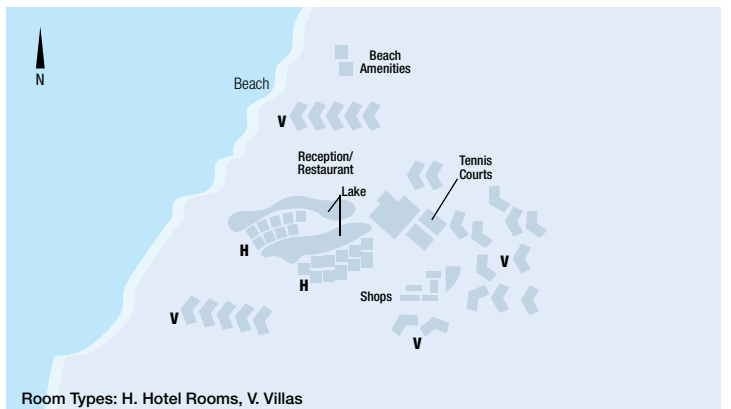 Beach
Amenities
N
Beach
V
Reception/
Restaurant
Tennis
Courts
Lake
H
V
H
Shops
V
V
Room Types: H. Hotel Rooms, V. Villas